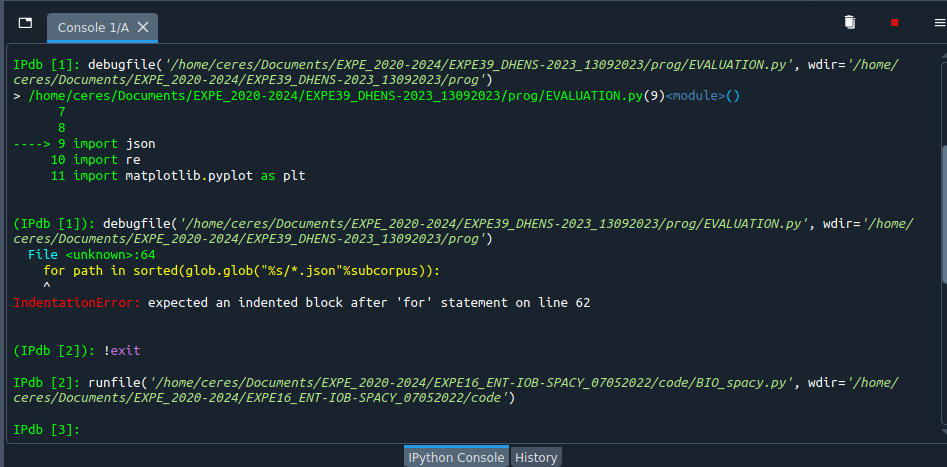 Console 1/A
IPdb [1]: debugfile('/home/ceres/Documents/EXPE_2020-2024/EXPE39_DHENS-2023_13092023/prog/EVALUATION.py', wdir='/home/
ceres/Documents/EXPE_2020-2024/EXPE39_DHENS-2023_13092023/prog')
> /home/ceres/Documents/EXPE_2020-2024/EXPE39_DHENS-2023_13092023/prog/EVALUATION.py(9)<module>()
7
8
----> 9 import json
10 import re
11 import matplotlib.pyplot as plt
(IPdb [1]): debugfile('/home/ceres/Documents/EXPE_2020-2024/EXPE39_DHENS-2023_13092023/prog/EVALUATION.py', wdir='/home/
ceres/Documents/EXPE_2020-2024/EXPE39_DHENS-2023_13092023/prog')
File <unknown>:64
for path in sorted(glob.glob("%s/*.json"%subcorpus)):
^
IndentationError: expected an indented block after 'for' statement on line 62
(IPdb [2]): !exit
IPdb [2]: runfile('/home/ceres/Documents/EXPE_2020-2024/EXPE16_ENT-IOB-SPACY_07052022/code/BIO_spacy.py', wdir='/home/
ceres/Documents/EXPE_2020-2024/EXPE16_ENT-IOB-SPACY_07052022/code')
IPdb [3]:
IPython Console History